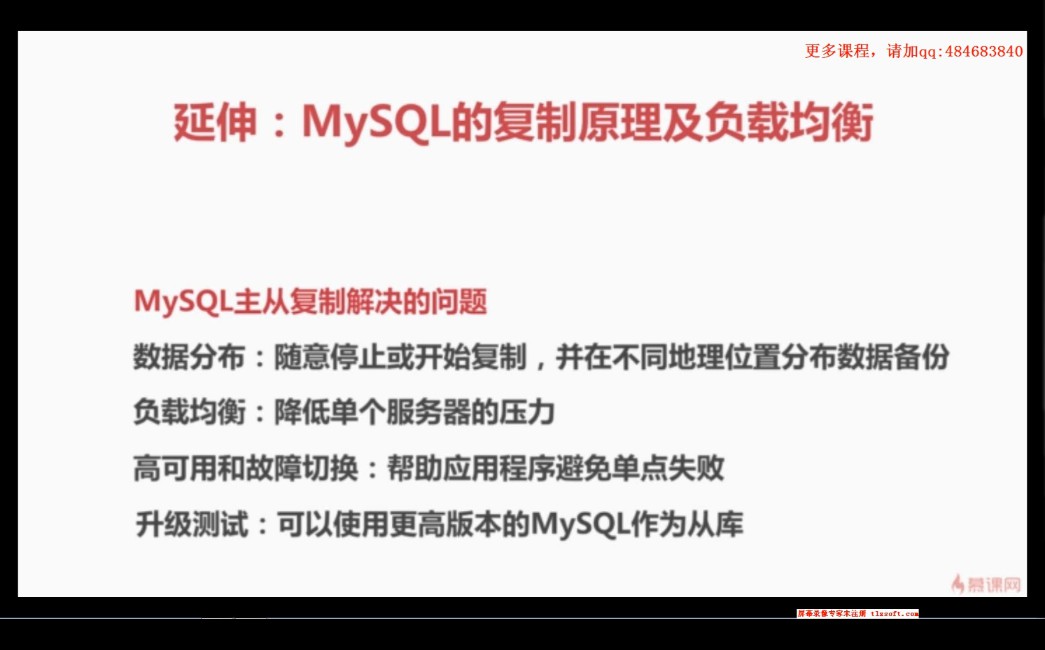 更多课程，请加qq:484683840
延伸：MySQL的复制原理及负载均衡
MySQL主从复制解决的问题
数据分布：随意停止或开始复制，并在不同地理位置分布数据备份
负载均衡：降低单个服务器的压力
高可用和故障切换：帮助应用程序避免单点失败
升级测试：可以使用更高版本的MySQL作为从库
慕课网
屏幕录像专家未注册 tlxsoft.com